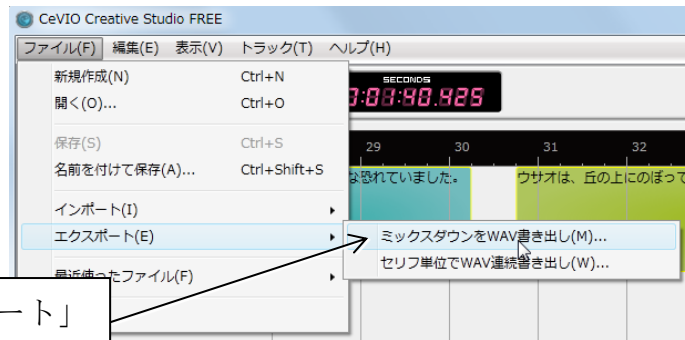 CeVIO Creative Studio FREE
ファイル(F) 編集(E) 表示(V) トラック(T) ヘルプ(H)
新規作成(N) Ctrl+N
開く(O)... Ctrl+O
SECONDS
:01:40.425
保存(S) Ctrl+S
名前を付けて保存(A)... Ctrl+Shift+S
29 30 31 32
な恐れていました。 ウサオは、丘の上にのぼって
インポート(I)
エクスポート(E)
ミックスダウンをWAV書き出し(M)...
セリフ単位でWAV連続書き出し(W)...
最近使ったファイル(F)
ート」